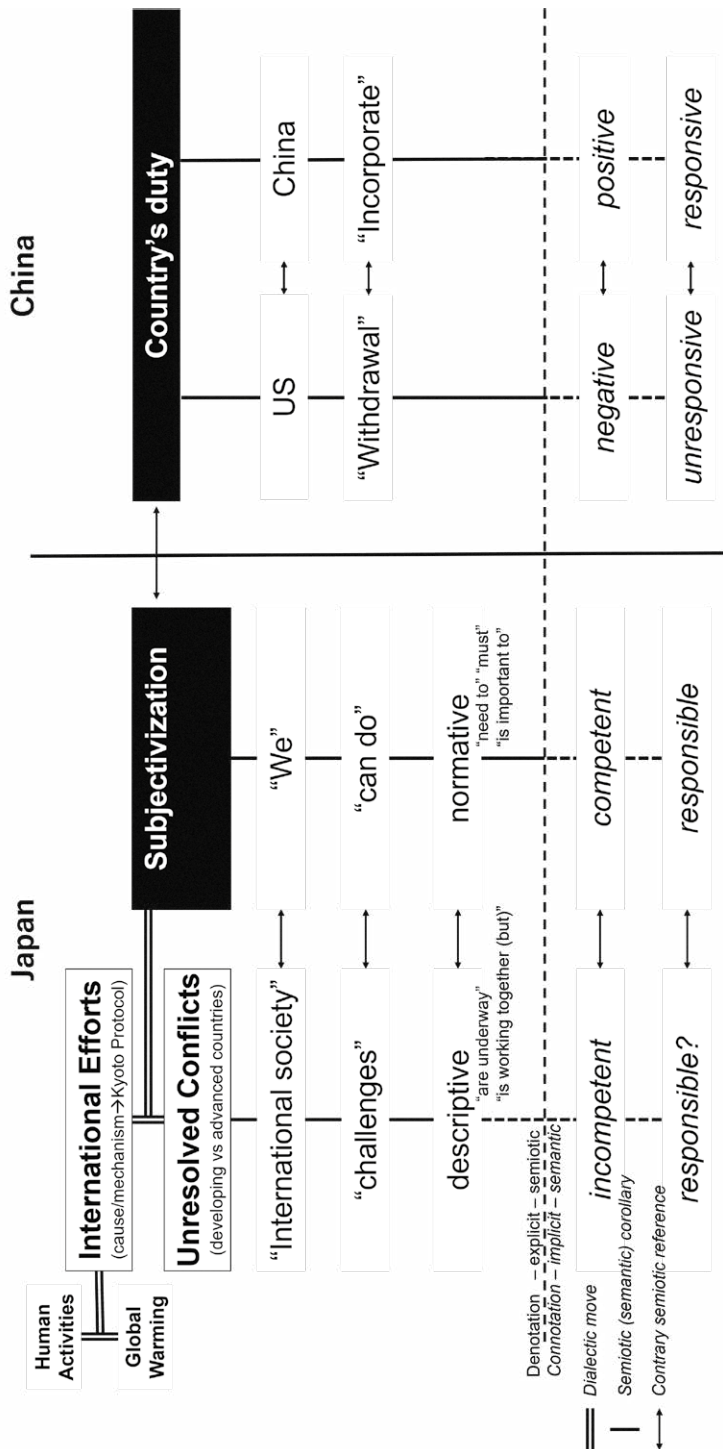 Japan
China
Human
Activities
Global
Warming
International Efforts
(cause/mechanism→Kyoto Protocol)
Unresolved Conflicts
(developing vs advanced countries)
Subjectivization
Country's duty
“International society”
“We”
US
China
“challenges”
“can do”
“Withdrawal”
“Incorporate”
descriptive
“are underway”
“is working together (but)”
normative
“need to” “must”
“is important to”
Denotation – explicit – semiotic
Connotation – implicit – semantic
incompetent
competent
negative
positive
responsible?
responsible
unresponsive
responsive
Dialectic move
Semiotic (semantic) corollary
Contrary semiotic reference